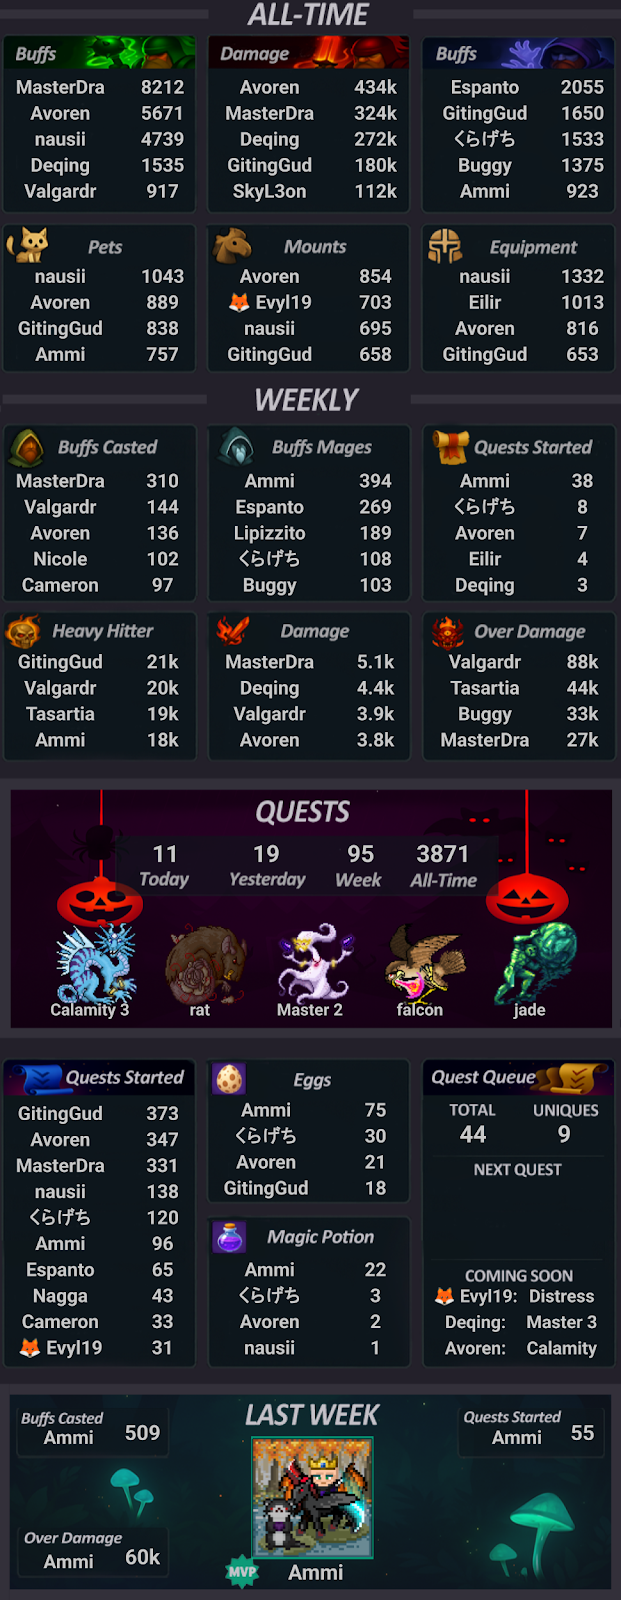 ALL-TIME
Buffs
MasterDra 8212
Avoren 5671
nausii 4739
Deqing 1535
Valgardr 917
Damage
Avoren 434k
MasterDra 324k
Deqing 272k
GitingGud 180k
SkyL3on 112k
Buffs
Espanto 2055
GitingGud 1650
くらげち 1533
Buggy 1375
Ammi 923
Pets
nausii 1043
Avoren 889
GitingGud 838
Ammi 757
Mounts
Avoren 854
🦊 Evyl19 703
nausii 695
GitingGud 658
Equipment
nausii 1332
Eilir 1013
Avoren 816
GitingGud 653
WEEKLY
Buffs Casted
MasterDra 310
Valgardr 144
Avoren 136
Nicole 102
Cameron 97
Buffs Mages
Ammi 394
Espanto 269
Lipizzito 189
くらげち 108
Buggy 103
Quests Started
Ammi 38
くらげち 8
Avoren 7
Eilir 4
Deqing 3
Heavy Hitter
GitingGud 21k
Valgardr 20k
Tasartia 19k
Ammi 18k
Damage
MasterDra 5.1k
Deqing 4.4k
Valgardr 3.9k
Avoren 3.8k
Over Damage
Valgardr 88k
Tasartia 44k
Buggy 33k
MasterDra 27k
QUESTS
11 19 95 3871
Today Yesterday Week All-Time
Calamity 3 rat Master 2 falcon jade
Quests Started
GitingGud 373
Avoren 347
MasterDra 331
nausii 138
くらげち 120
Ammi 96
Espanto 65
Nagga 43
Cameron 33
🦊 Evyl19 31
Eggs
Ammi 75
くらげち 30
Avoren 21
GitingGud 18
Magic Potion
Ammi 22
くらげち 3
Avoren 2
nausii 1
Quest Queue
TOTAL UNIQUES
44 9
NEXT QUEST
COMING SOON
🦊 Evyl19: Distress
Deqing: Master 3
Avoren: Calamity
LAST WEEK
Buffs Casted
Ammi 509
Quests Started
Ammi 55
Over Damage
Ammi 60k
MVP Ammi